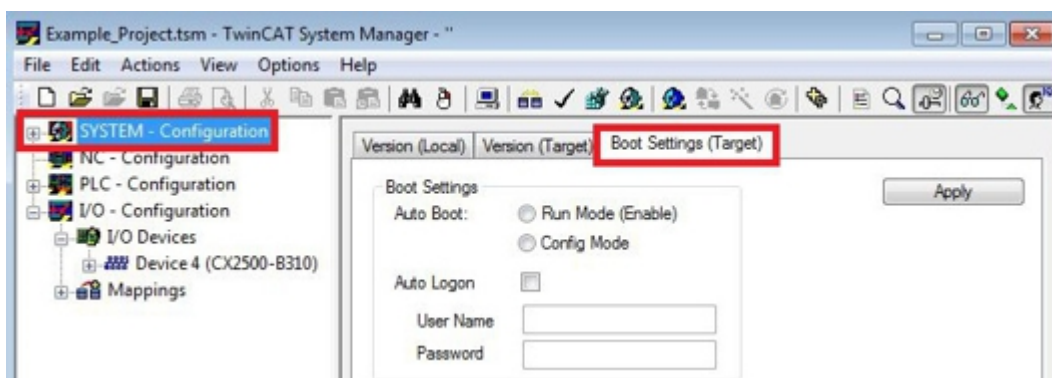 Example_Project.tsm - TwinCAT System Manager - ''
File Edit Actions View Options Help
SYSTEM - Configuration
NC - Configuration
PLC - Configuration
I/O - Configuration
I/O Devices
Device 4 (CX2500-B310)
Mappings
Version (Local) Version (Target) Boot Settings (Target)
Boot Settings
Apply
Auto Boot: Run Mode (Enable)
Config Mode
Auto Logon
User Name
Password